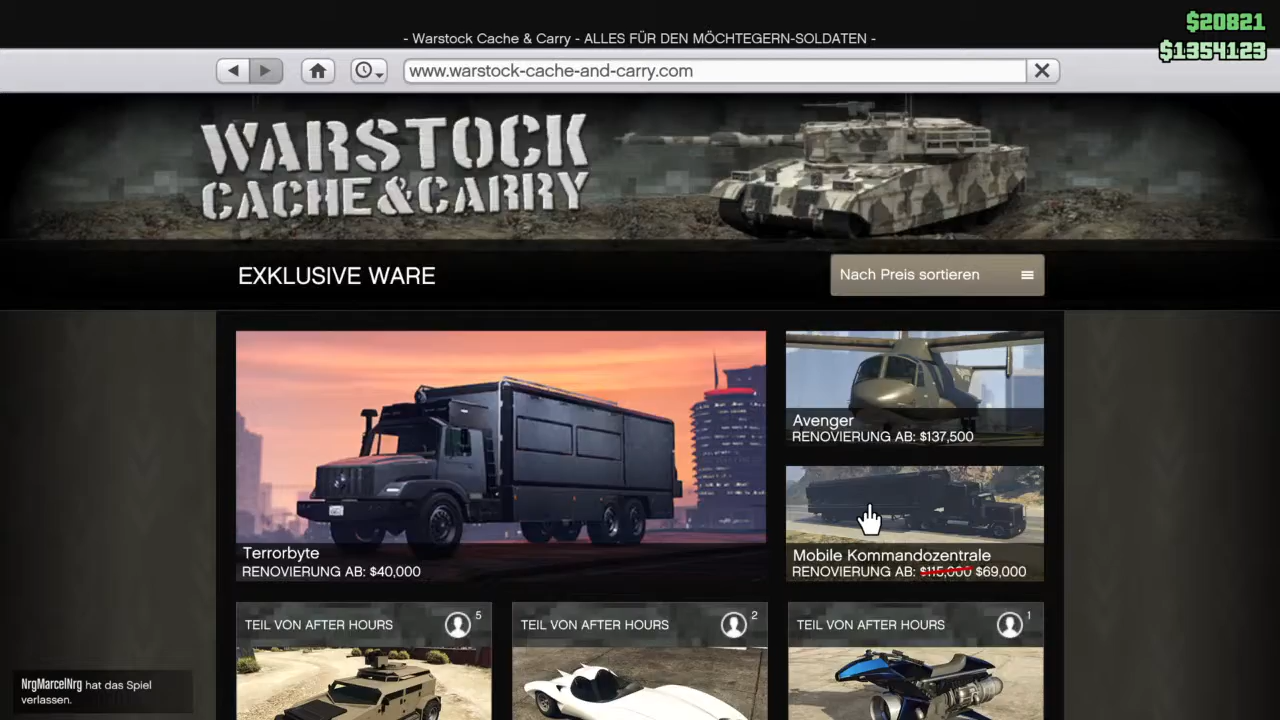 $20821
- Warstock Cache & Carry - ALLES FÜR DEN MÖCHTEGERN-SOLDATEN -
$1354123
www.warstock-cache-and-carry.com
WARSTOCK
CACHE&CARRY
EXKLUSIVE WARE
Nach Preis sortieren
Terrorbyte
RENOVIERUNG AB: $40,000
Avenger
RENOVIERUNG AB: $137,500
Mobile Kommandozentrale
RENOVIERUNG AB: $115,000 $69,000
TEIL VON AFTER HOURS 5
TEIL VON AFTER HOURS 2
TEIL VON AFTER HOURS 1
NrgMarcelNrg hat das Spiel
verlassen.